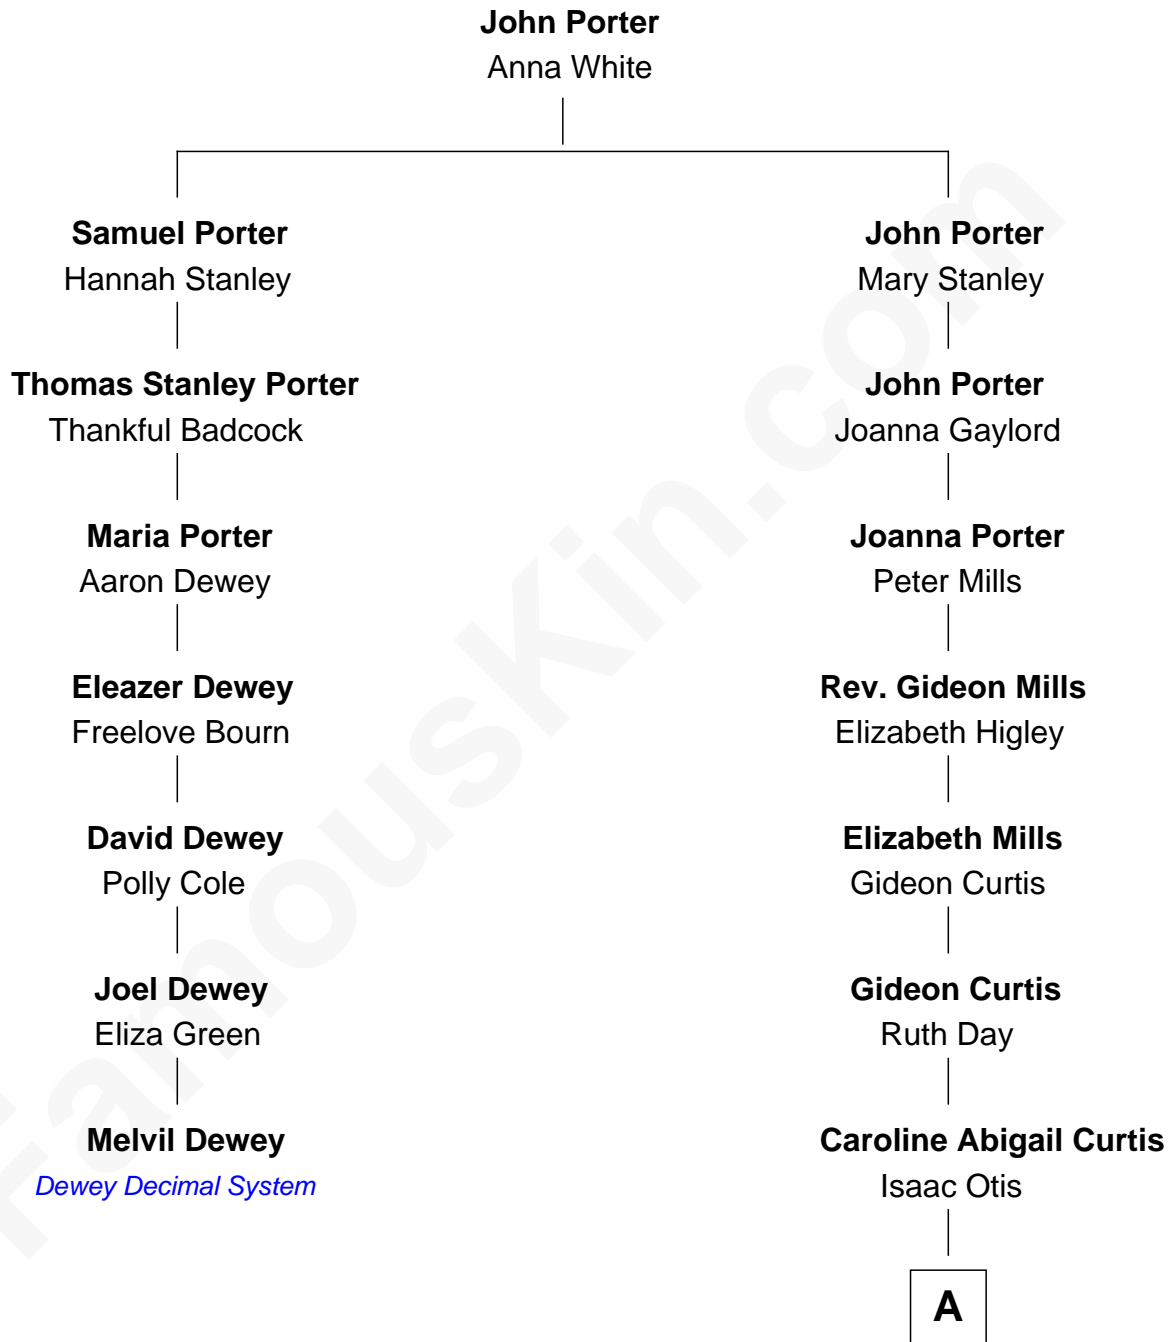 John Porter
Anna White
Samuel Porter
Hannah Stanley
John Porter
Mary Stanley
Thomas Stanley Porter
Thankful Badcock
John Porter
Joanna Gaylord
Maria Porter
Aaron Dewey
Joanna Porter
Peter Mills
Eleazer Dewey
Freelove Bourn
Rev. Gideon Mills
Elizabeth Higley
David Dewey
Polly Cole
Elizabeth Mills
Gideon Curtis
Joel Dewey
Eliza Green
Gideon Curtis
Ruth Day
Melvil Dewey
Dewey Decimal System
Caroline Abigail Curtis
Isaac Otis
A
FamousKin.com